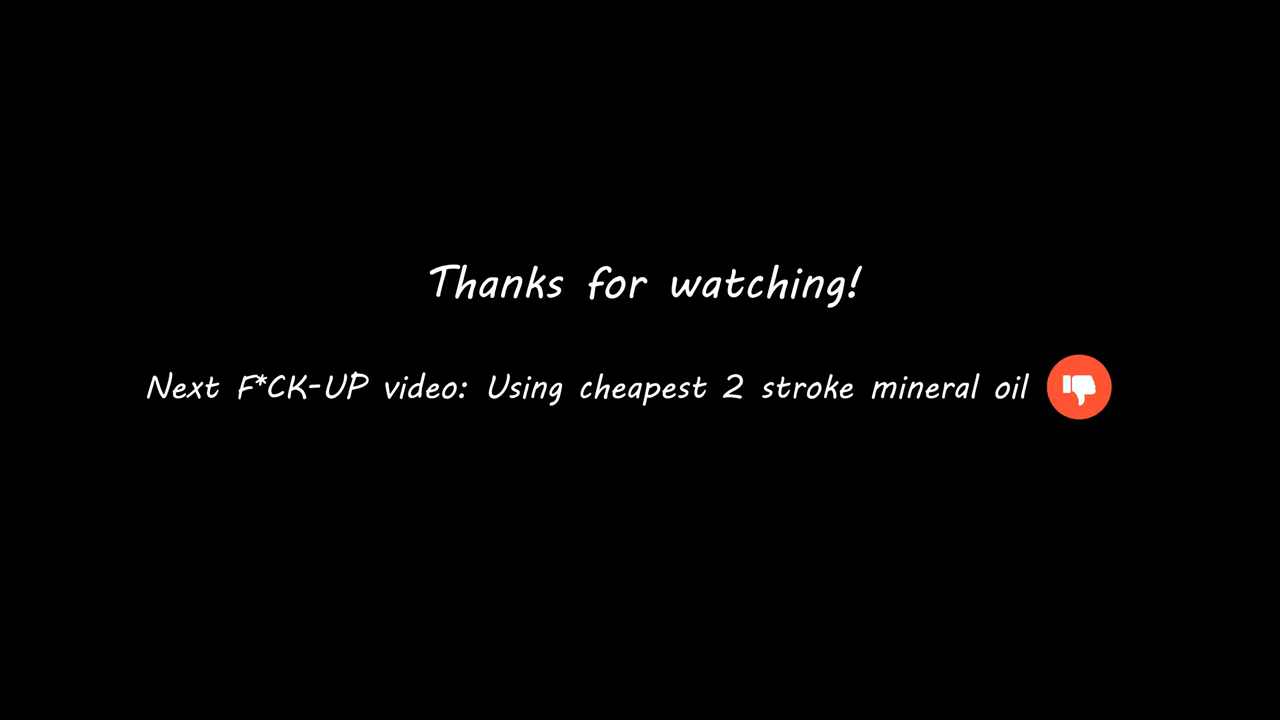 Thanks for watching!
Next F*CK-UP video: Using cheapest 2 stroke mineral oil